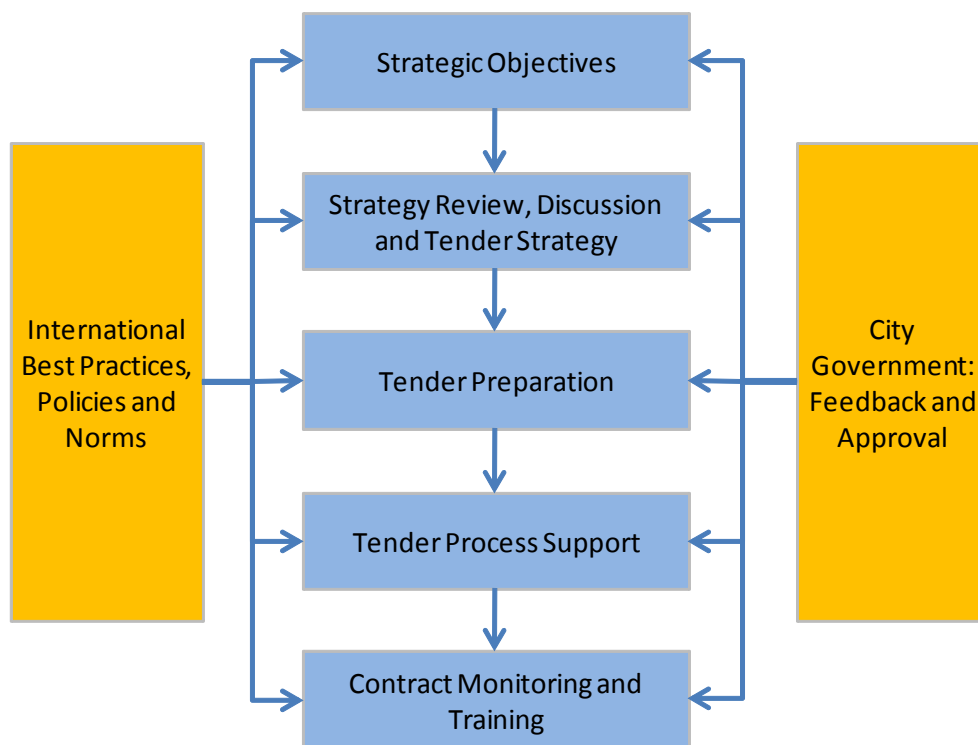 Strategic Objectives
Strategy Review, Discussion
and Tender Strategy
International
Best Practices,
Policies and
Norms
Tender Preparation
City
Government:
Feedback and
Approval
Tender Process Support
Contract Monitoring and
Training